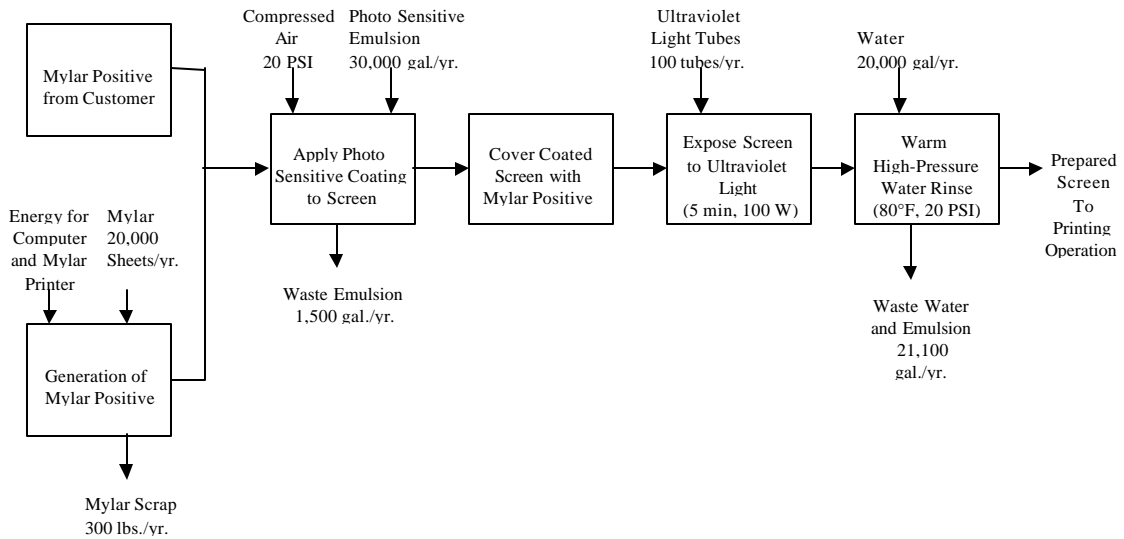 Mylar Positive
from Customer
Energy for
Computer
and Mylar
Printer
Mylar
20,000
Sheets/yr.
Generation of
Mylar Positive
Mylar Scrap
300 lbs./yr.
Compressed
Air
20 PSI
Photo Sensitive
Emulsion
30,000 gal./yr.
Apply Photo
Sensitive Coating
to Screen
Waste Emulsion
1,500 gal./yr.
Cover Coated
Screen with
Mylar Positive
Ultraviolet
Light Tubes
100 tubes/yr.
Expose Screen
to Ultraviolet
Light
(5 min, 100 W)
Water
20,000 gal/yr.
Warm
High-Pressure
Water Rinse
(80°F, 20 PSI)
Waste Water
and Emulsion
21,100
gal./yr.
Prepared
Screen
To
Printing
Operation